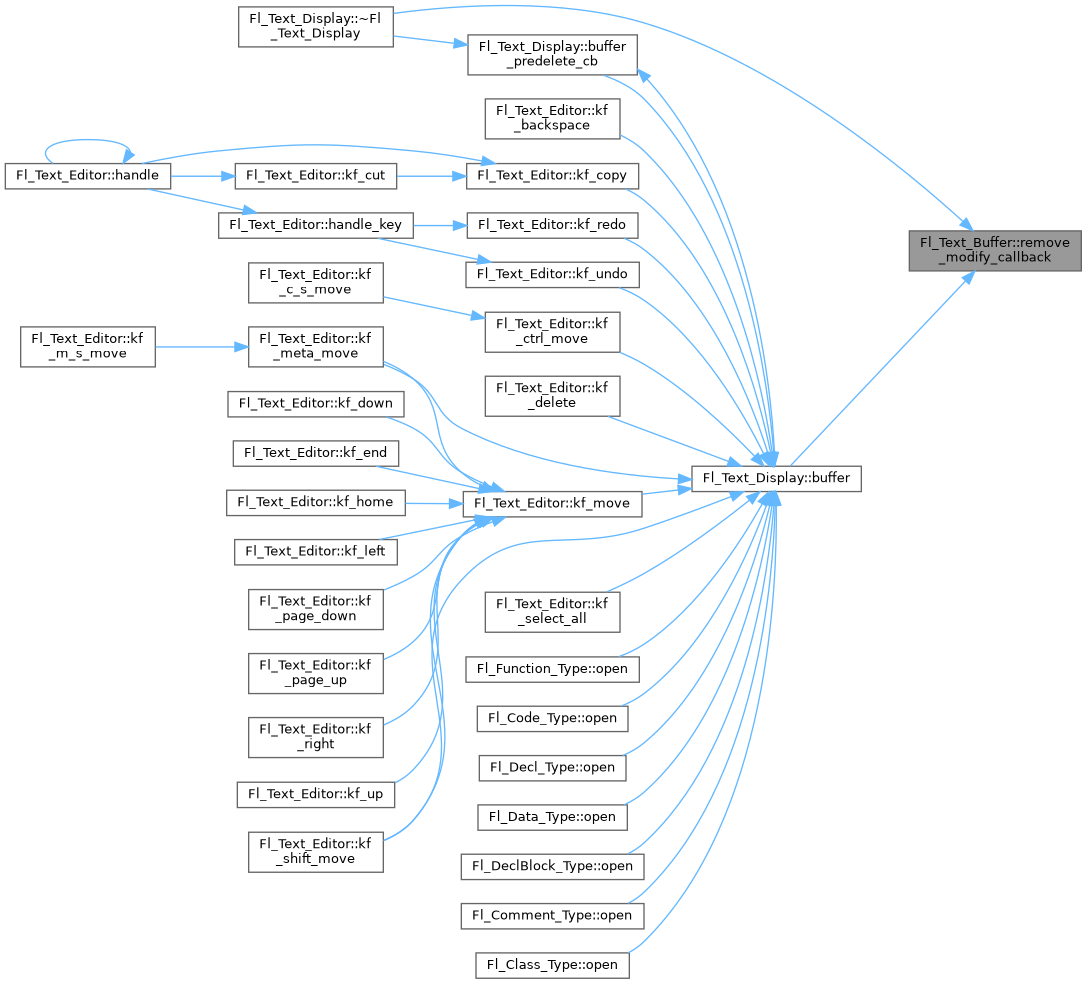 Fl_Text_Display::~Fl
_Text_Display
Fl_Text_Display::buffer
_predelete_cb
Fl_Text_Editor::kf
_backspace
Fl_Text_Editor::handle
Fl_Text_Editor::kf_cut
Fl_Text_Editor::kf_copy
Fl_Text_Editor::handle_key
Fl_Text_Editor::kf_redo
Fl_Text_Buffer::remove
_modify_callback
Fl_Text_Editor::kf_undo
Fl_Text_Editor::kf
_c_s_move
Fl_Text_Editor::kf
_ctrl_move
Fl_Text_Editor::kf
_m_s_move
Fl_Text_Editor::kf
_meta_move
Fl_Text_Editor::kf
_delete
Fl_Text_Editor::kf_down
Fl_Text_Editor::kf_end
Fl_Text_Display::buffer
Fl_Text_Editor::kf_home
Fl_Text_Editor::kf_move
Fl_Text_Editor::kf_left
Fl_Text_Editor::kf
_page_down
Fl_Text_Editor::kf
_select_all
Fl_Text_Editor::kf
_page_up
Fl_Function_Type::open
Fl_Text_Editor::kf
_right
Fl_Code_Type::open
Fl_Decl_Type::open
Fl_Text_Editor::kf_up
Fl_Data_Type::open
Fl_Text_Editor::kf
_shift_move
Fl_DeclBlock_Type::open
Fl_Comment_Type::open
Fl_Class_Type::open